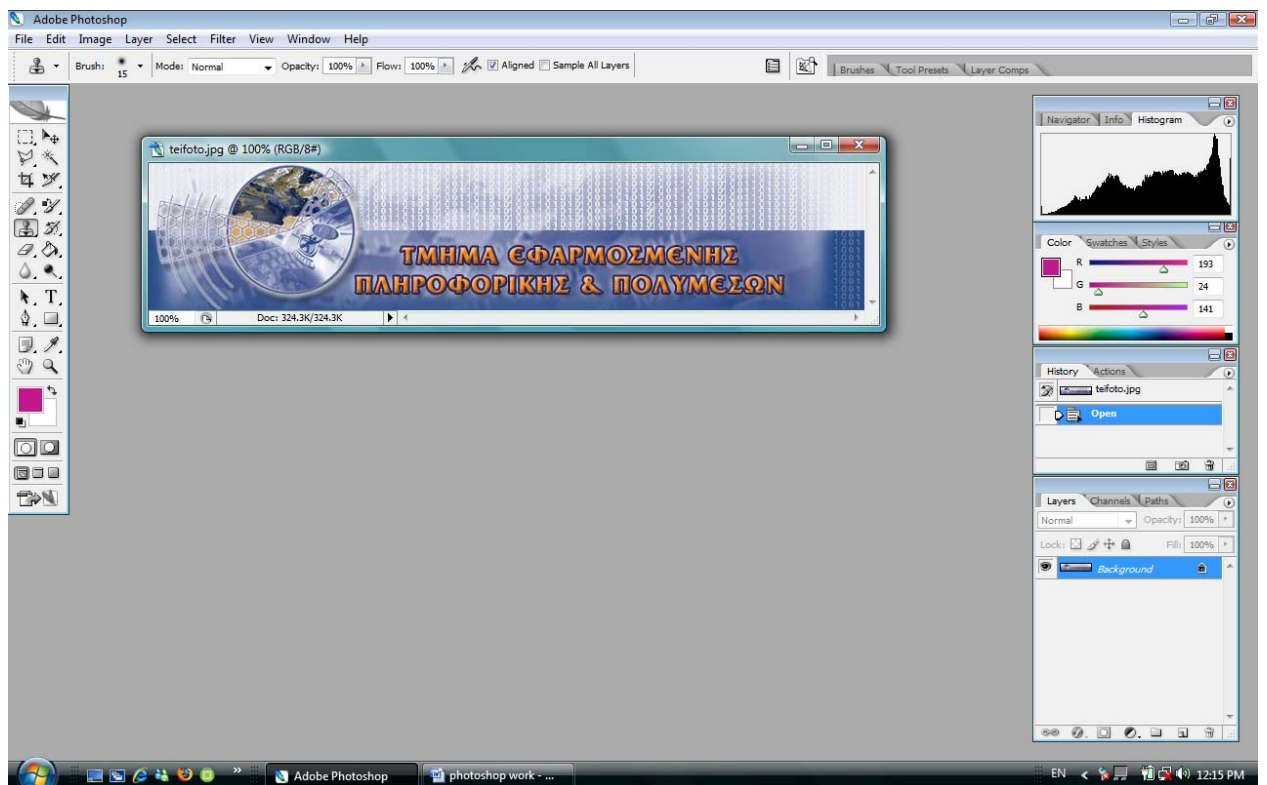 Adobe Photoshop
File Edit Image Layer Select Filter View Window Help
Brush: 15 Mode: Normal Opacity: 100% Flow: 100% Aligned Sample All Layers
Brushes Tool Presets Layer Comps
teifoto.jpg @ 100% (RGB/8#)
ΤΜΗΜΑ ΕΦΑΡΜΟΣΜΕΝΗΣ
ΠΛΗΡΟΦΟΡΙΚΗΣ & ΠΟΛΥΜΕΣΩΝ
100% Doc: 324.3K/324.3K
Navigator Info Histogram
Color Swatches Styles
R 193
G 24
B 141
History Actions
teifoto.jpg
Open
Layers Channels Paths
Normal Opacity: 100%
Lock: Fill: 100%
Background
Adobe Photoshop photoshop work - ... EN 12:15 PM